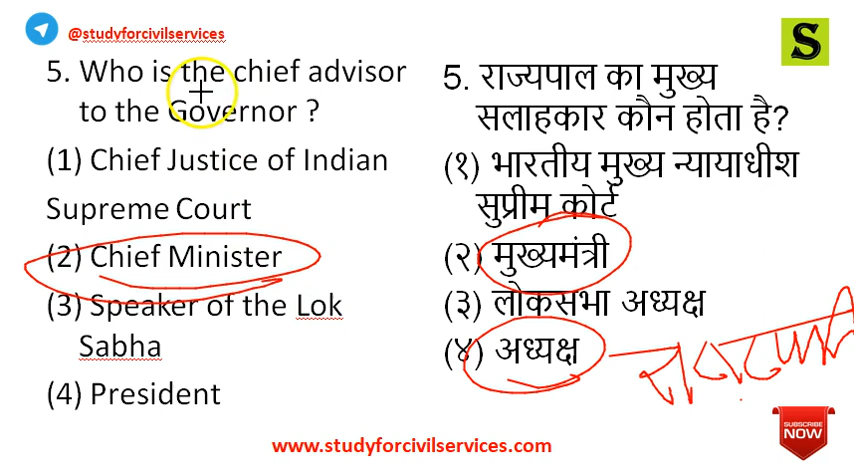 @studyforcivilservices
S
5. Who is the chief advisor
to the Governor ?
(1) Chief Justice of Indian
Supreme Court
(2) Chief Minister
(3) Speaker of the Lok
Sabha
(4) President
5. राज्यपाल का मुख्य
सलाहकार कौन होता है?
(१) भारतीय मुख्य न्यायाधीश
सुप्रीम कोर्ट
(२) मुख्यमंत्री
(३) लोकसभा अध्यक्ष
(४) अध्यक्ष
SUBSCRIBE
NOW
www.studyforcivilservices.com